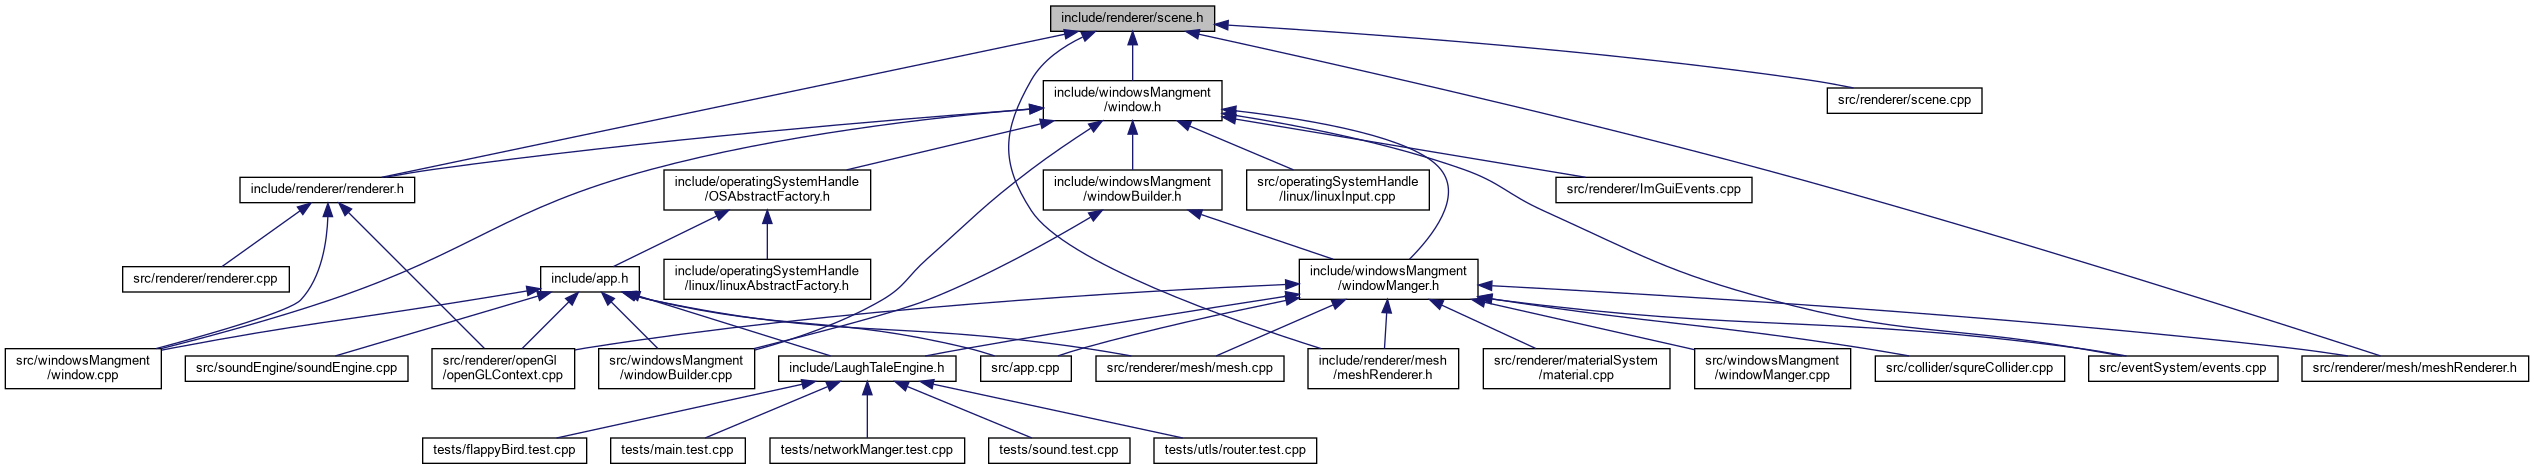 include/renderer/scene.h
include/windowsMangment
/window.h
src/renderer/scene.cpp
include/renderer/renderer.h
include/operatingSystemHandle
/OSAbstractFactory.h
include/windowsMangment
/windowBuilder.h
src/operatingSystemHandle
/linux/linuxInput.cpp
src/renderer/ImGuiEvents.cpp
src/renderer/renderer.cpp
include/app.h
include/operatingSystemHandle
/linux/linuxAbstractFactory.h
include/windowsMangment
/windowManger.h
src/windowsMangment
/window.cpp
src/soundEngine/soundEngine.cpp
src/renderer/openGl
/openGLContext.cpp
src/windowsMangment
/windowBuilder.cpp
include/LaughTaleEngine.h
src/app.cpp
src/renderer/mesh/mesh.cpp
include/renderer/mesh
/meshRenderer.h
src/renderer/materialSystem
/material.cpp
src/windowsMangment
/windowManger.cpp
src/collider/squreCollider.cpp
src/eventSystem/events.cpp
src/renderer/mesh/meshRenderer.h
tests/flappyBird.test.cpp
tests/main.test.cpp
tests/networkManger.test.cpp
tests/sound.test.cpp
tests/utls/router.test.cpp